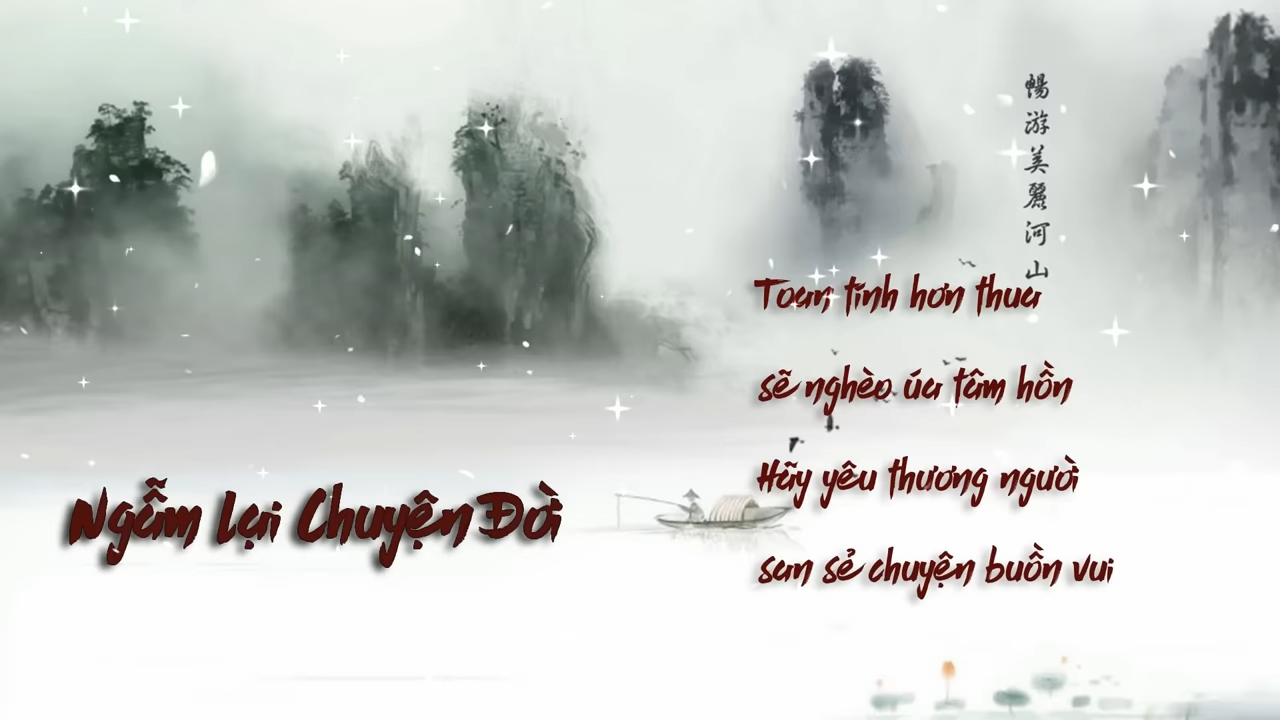 暢游美麗河山
Toan tính hơn thua
sẽ nghèo úa tâm hồn
Hãy yêu thương người
san sẻ chuyện buồn vui
Ngẫm lại Chuyện Đời